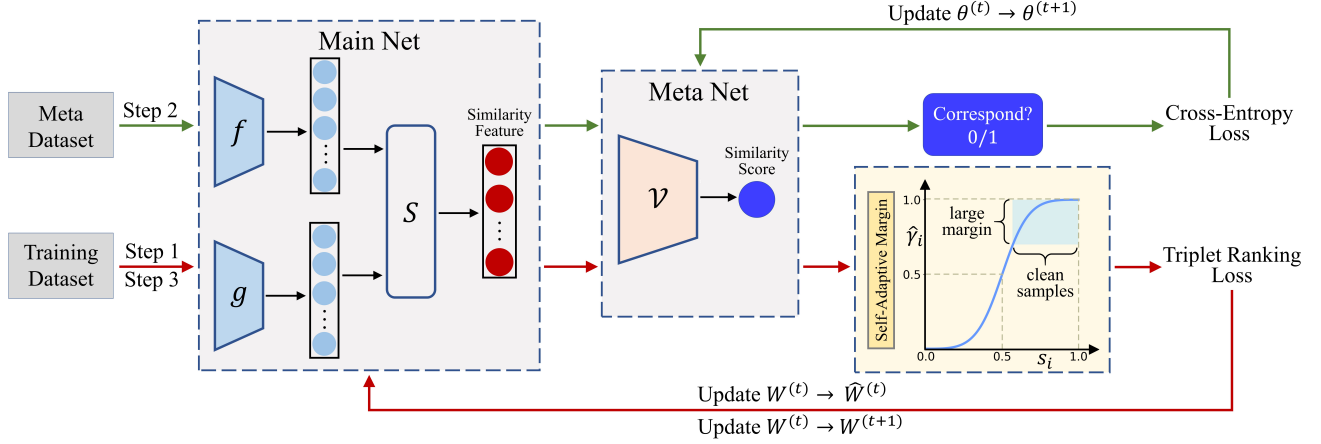 Update θ^(t) → θ^(t+1)
Main Net
Meta
Dataset
Step 2
f
S
Similarity
Feature
Meta Net
𝒱
Similarity
Score
Correspond?
0/1
Cross-Entropy
Loss
Training
Dataset
Step 1
Step 3
g
Self-Adaptive Margin
1.0
large
margin
γ̂_i
0.5
clean
samples
0.0
0.5
1.0
s_i
Triplet Ranking
Loss
Update W^(t) → Ŵ^(t)
Update W^(t) → W^(t+1)